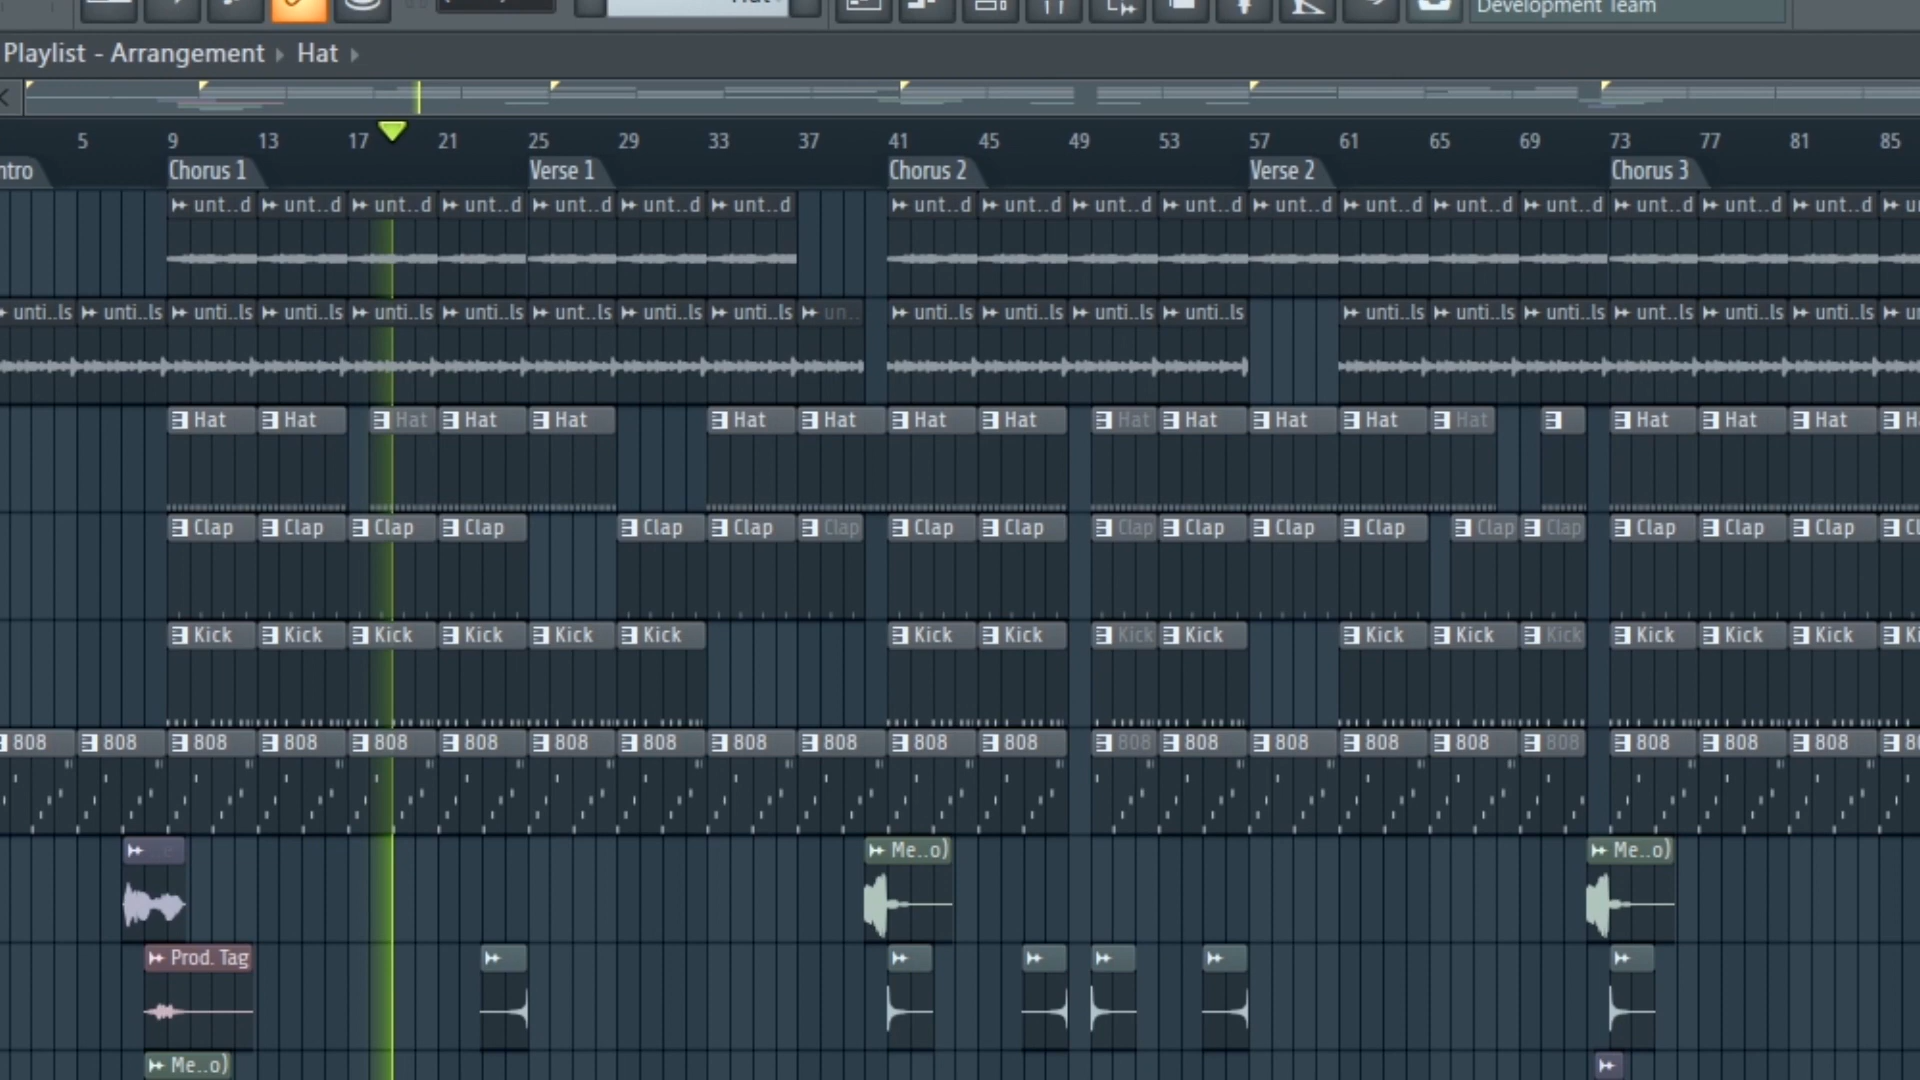 Development Team
Playlist - Arrangement Hat
5 9 13 17 21 25 29 33 37 41 45 49 53 57 61 65 69 73 77 81 85
ntro Chorus 1 Verse 1 Chorus 2 Verse 2 Chorus 3
unt..d unt..d unt..d unt..d unt..d unt..d unt..d unt..d unt..d unt..d unt..d unt..d unt..d unt..d unt..d unt..d unt..d unt..d
unti..ls unti..ls unti..ls unti..ls unti..ls unti..ls unt..ls unti..ls unti..ls un.. unti..ls unti..ls unti..ls unti..ls unti..ls unti..ls unti..ls unt..ls unti..ls unti..ls
Hat Hat Hat Hat Hat Hat Hat Hat Hat Hat Hat Hat Hat Hat Hat Hat Hat
Clap Clap Clap Clap Clap Clap Clap Clap Clap Clap Clap Clap Clap Clap Clap Clap Clap Clap
Kick Kick Kick Kick Kick Kick Kick Kick Kick Kick Kick Kick Kick Kick Kick Kick
808 808 808 808 808 808 808 808 808 808 808 808 808 808 808 808 808 808 808 808
Me..o) Me..o)
Prod. Tag
Me..o)